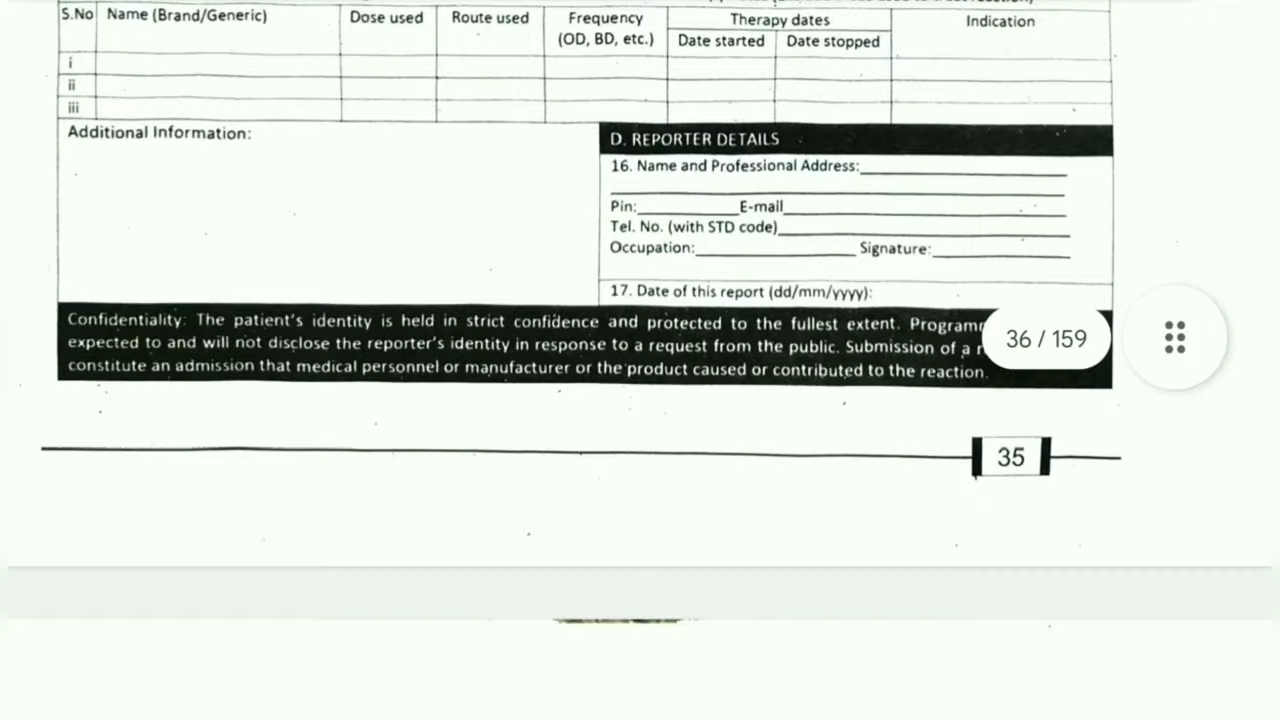 S.No Name (Brand/Generic) Dose used Route used Frequency (OD, BD, etc.) Therapy dates Indication
Date started Date stopped
i
ii
iii
Additional Information:
D. REPORTER DETAILS
16. Name and Professional Address:
Pin: E-mail
Tel. No. (with STD code)
Occupation: Signature:
17. Date of this report (dd/mm/yyyy):
Confidentiality: The patient's identity is held in strict confidence and protected to the fullest extent.
expected to and will not disclose the reporter's identity in response to a request from the public. Submission of a
constitute an admission that medical personnel or manufacturer or the product caused or contributed to the reaction.
36 / 159
35